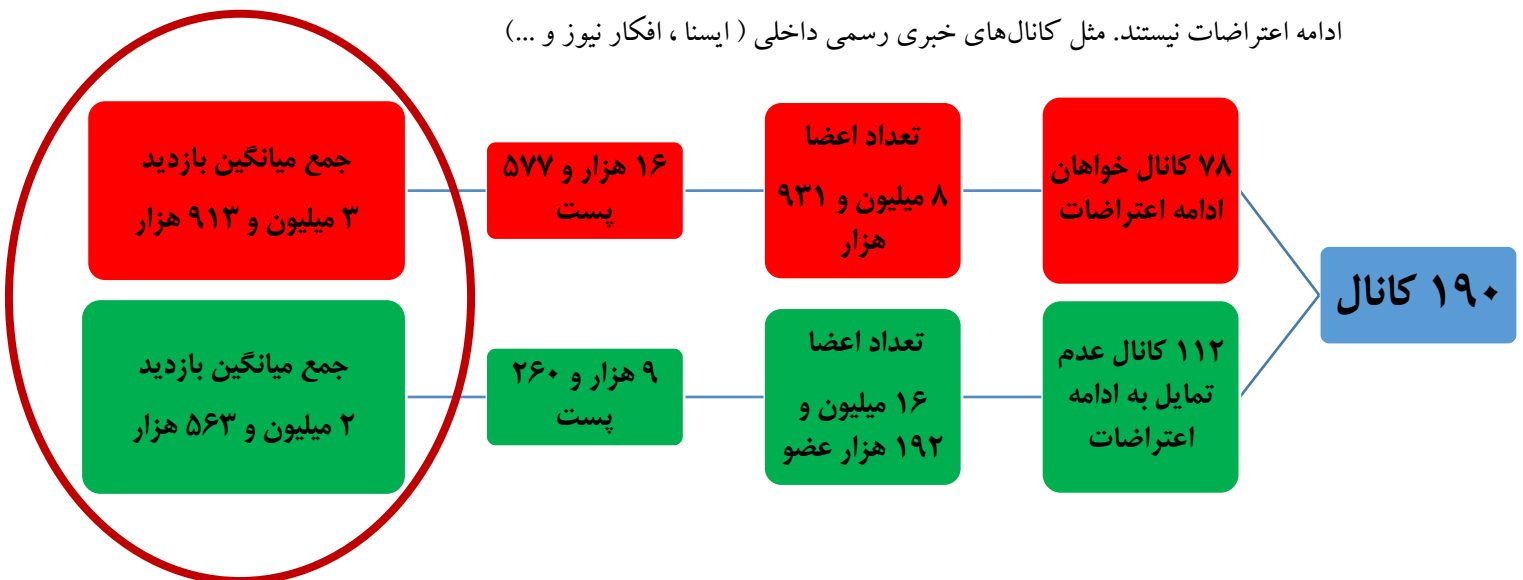 ادامه اعتراضات نیستند. مثل کانال‌های خبری رسمی داخلی ( ایسنا ، افکار نیوز و ...)
۱۹۰ کانال
۷۸ کانال خواهان
ادامه اعتراضات
تعداد اعضا
۸ میلیون و ۹۳۱
هزار
۱۶ هزار و ۵۷۷
پست
جمع میانگین بازدید
۳ میلیون و ۹۱۳ هزار
۱۱۲ کانال عدم
تمایل به ادامه
اعتراضات
تعداد اعضا
۱۶ میلیون و
۱۹۲ هزار عضو
۹ هزار و ۲۶۰
پست
جمع میانگین بازدید
۲ میلیون و ۵۶۳ هزار